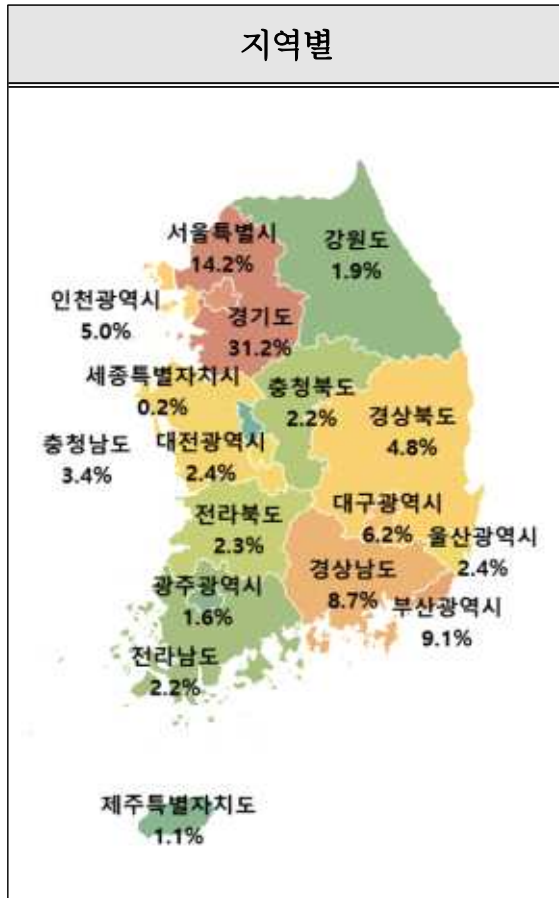 지역별
서울특별시
14.2%
강원도
1.9%
인천광역시
5.0%
경기도
31.2%
세종특별자치시
0.2%
충청북도
2.2%
경상북도
4.8%
충청남도
3.4%
대전광역시
2.4%
대구광역시
6.2%
전라북도
2.3%
울산광역시
2.4%
경상남도
8.7%
광주광역시
1.6%
부산광역시
9.1%
전라남도
2.2%
제주특별자치도
1.1%